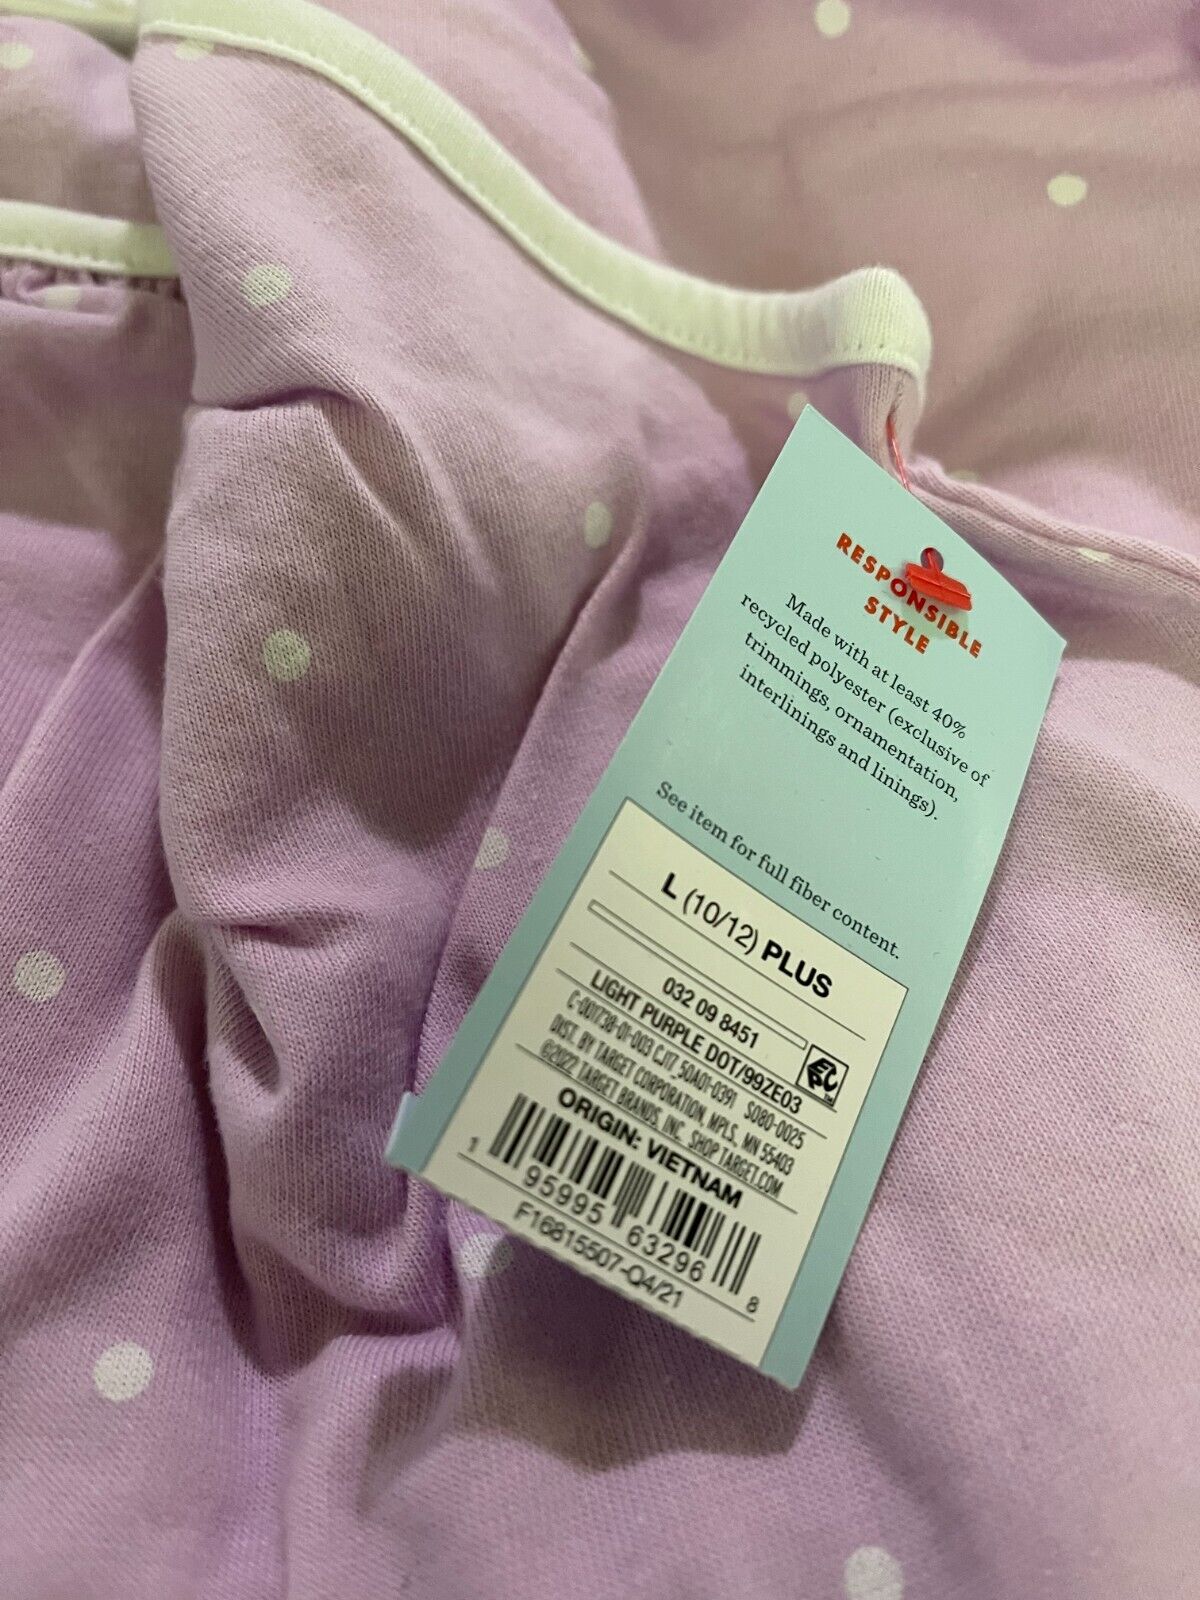 RESPONSIBLE
STYLE
Made with at least 40%
recycled polyester (exclusive of
trimmings, ornamentation,
interlinings and linings).
See item for full fiber content.
L (10/12) PLUS
032 09 8451
LIGHT PURPLE DOT/99ZE03
C-001738-01-003 CJ17_50A01-0391 S080-0025
DIST. BY TARGET CORPORATION, MPLS, MN 55403
©2022 TARGET BRANDS, INC. SHOP TARGET.COM
ORIGIN: VIETNAM
EPC
1 95995 63296 8
F16815507-Q4/21